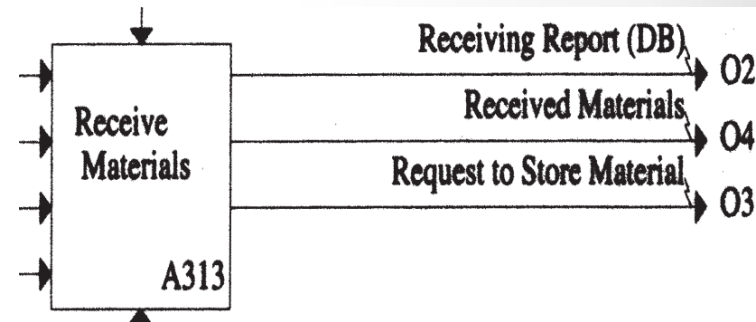 Receiving Report (DB)
O2
Received Materials
O4
Request to Store Material
O3
Receive
Materials
A313